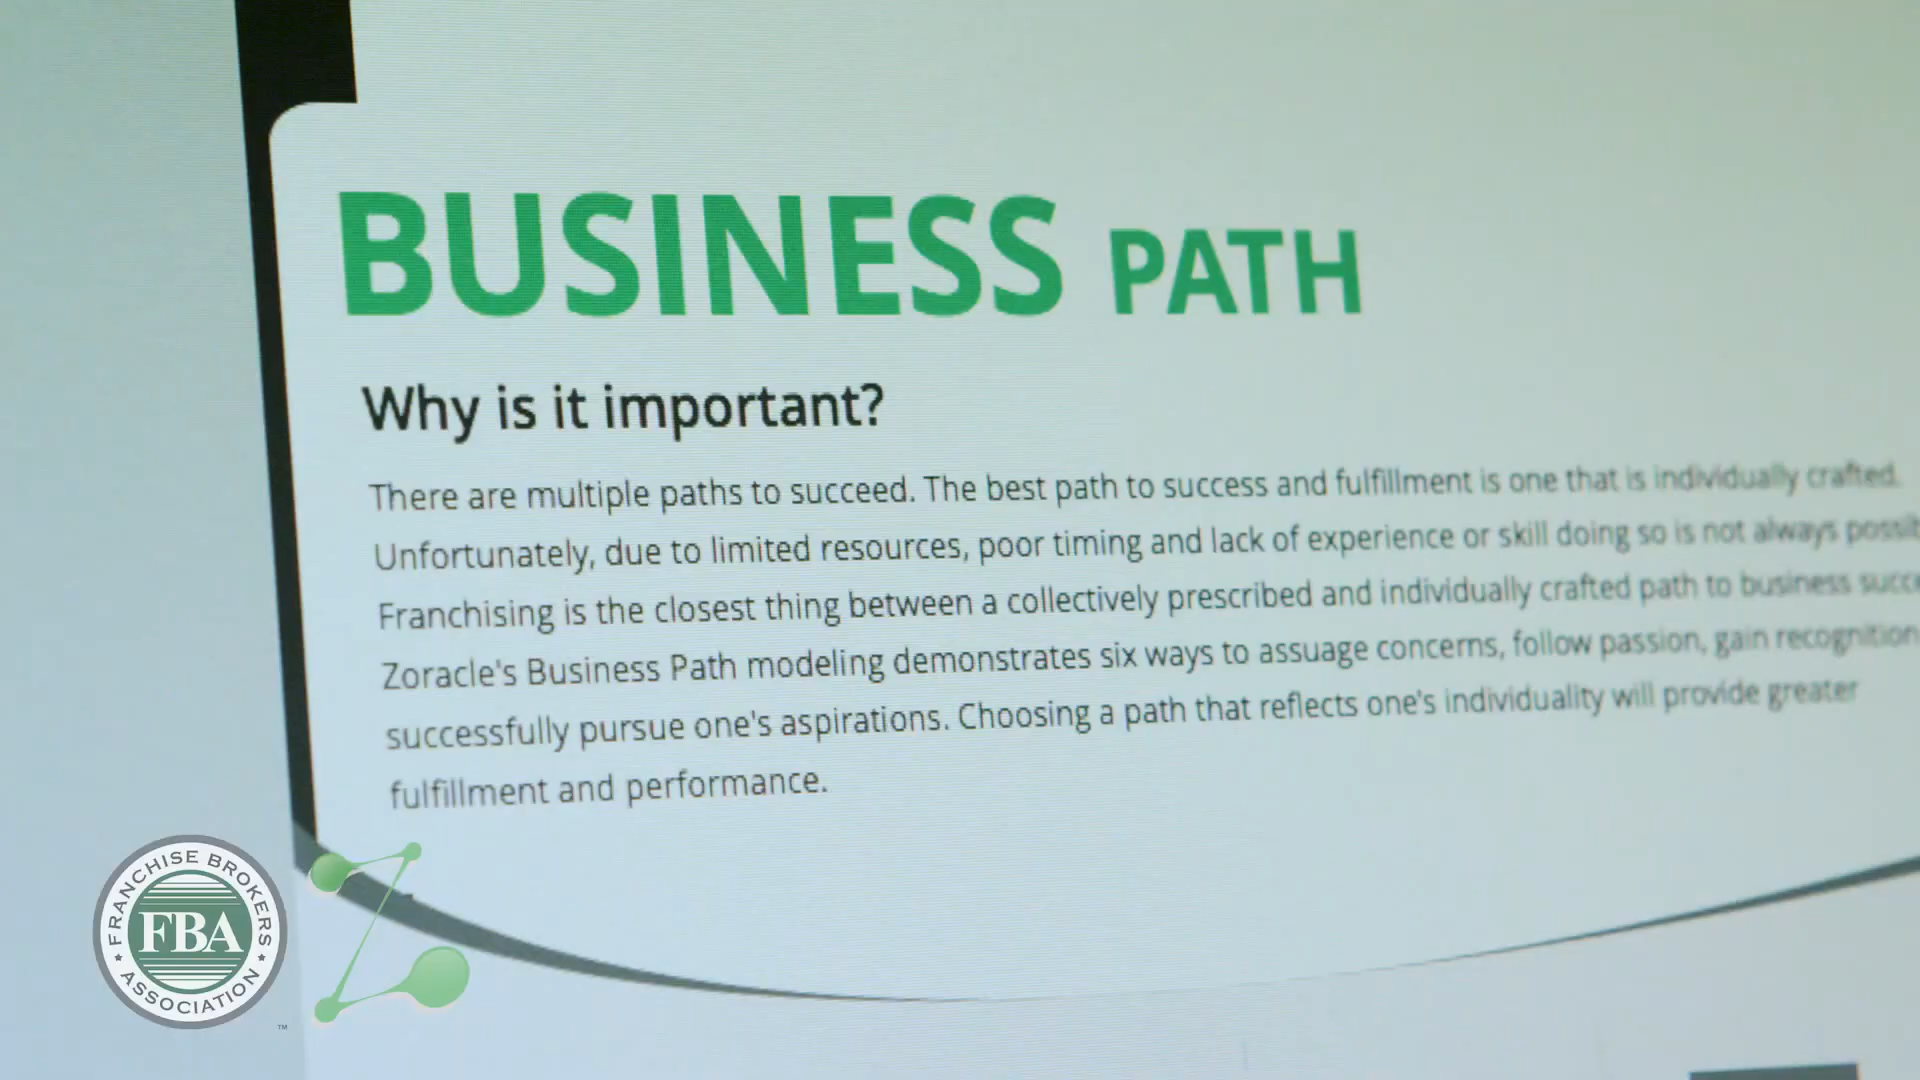 BUSINESS PATH
Why is it important?
There are multiple paths to succeed. The best path to success and fulfillment is one that is individually crafted.
Unfortunately, due to limited resources, poor timing and lack of experience or skill doing so is not always
Franchising is the closest thing between a collectively prescribed and individually crafted path to business
Zoracle's Business Path modeling demonstrates six ways to assuage concerns, follow passion, gain recognition
successfully pursue one's aspirations. Choosing a path that reflects one's individuality will provide greater
fulfillment and performance.
FRANCHISE BROKERS
FBA
ASSOCIATION
™